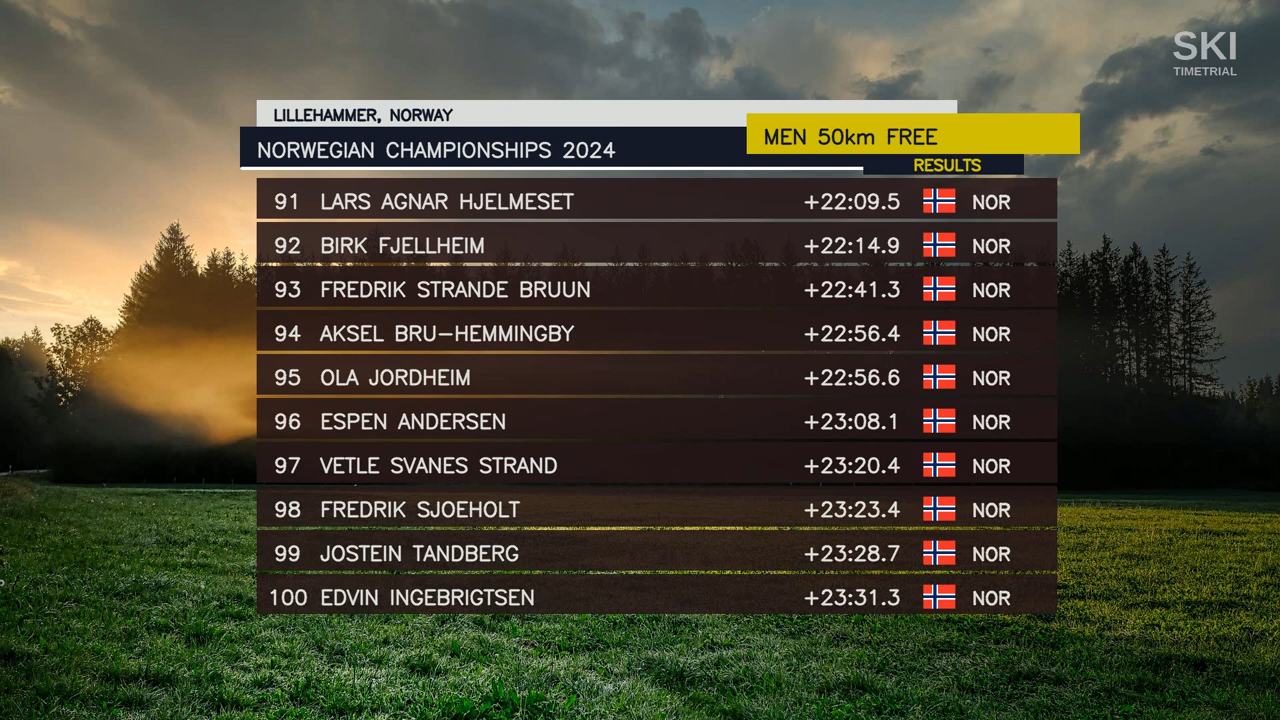 SKI
TIMETRIAL
LILLEHAMMER, NORWAY
NORWEGIAN CHAMPIONSHIPS 2024
MEN 50km FREE
RESULTS
91 LARS AGNAR HJELMESET +22:09.5 NOR
92 BIRK FJELLHEIM +22:14.9 NOR
93 FREDRIK STRANDE BRUUN +22:41.3 NOR
94 AKSEL BRU-HEMMINGBY +22:56.4 NOR
95 OLA JORDHEIM +22:56.6 NOR
96 ESPEN ANDERSEN +23:08.1 NOR
97 VETLE SVANES STRAND +23:20.4 NOR
98 FREDRIK SJOEHOLT +23:23.4 NOR
99 JOSTEIN TANDBERG +23:28.7 NOR
100 EDVIN INGEBRIGTSEN +23:31.3 NOR